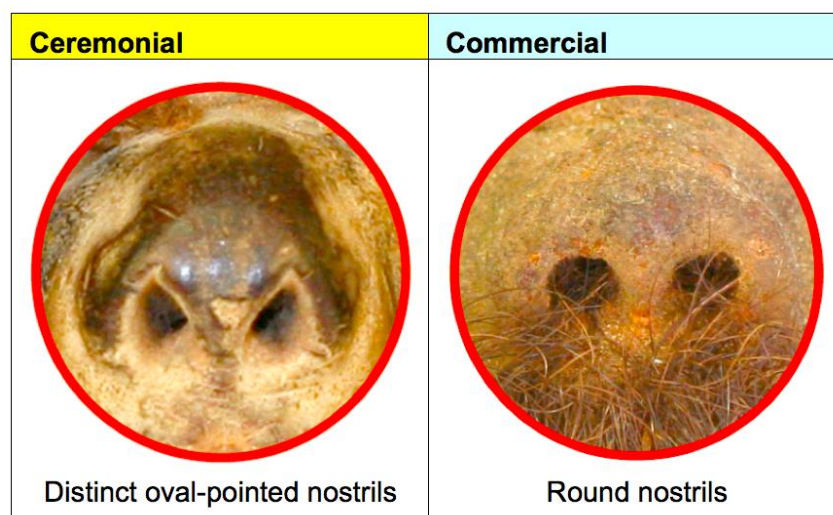 Ceremonial
Commercial
Distinct oval-pointed nostrils
Round nostrils